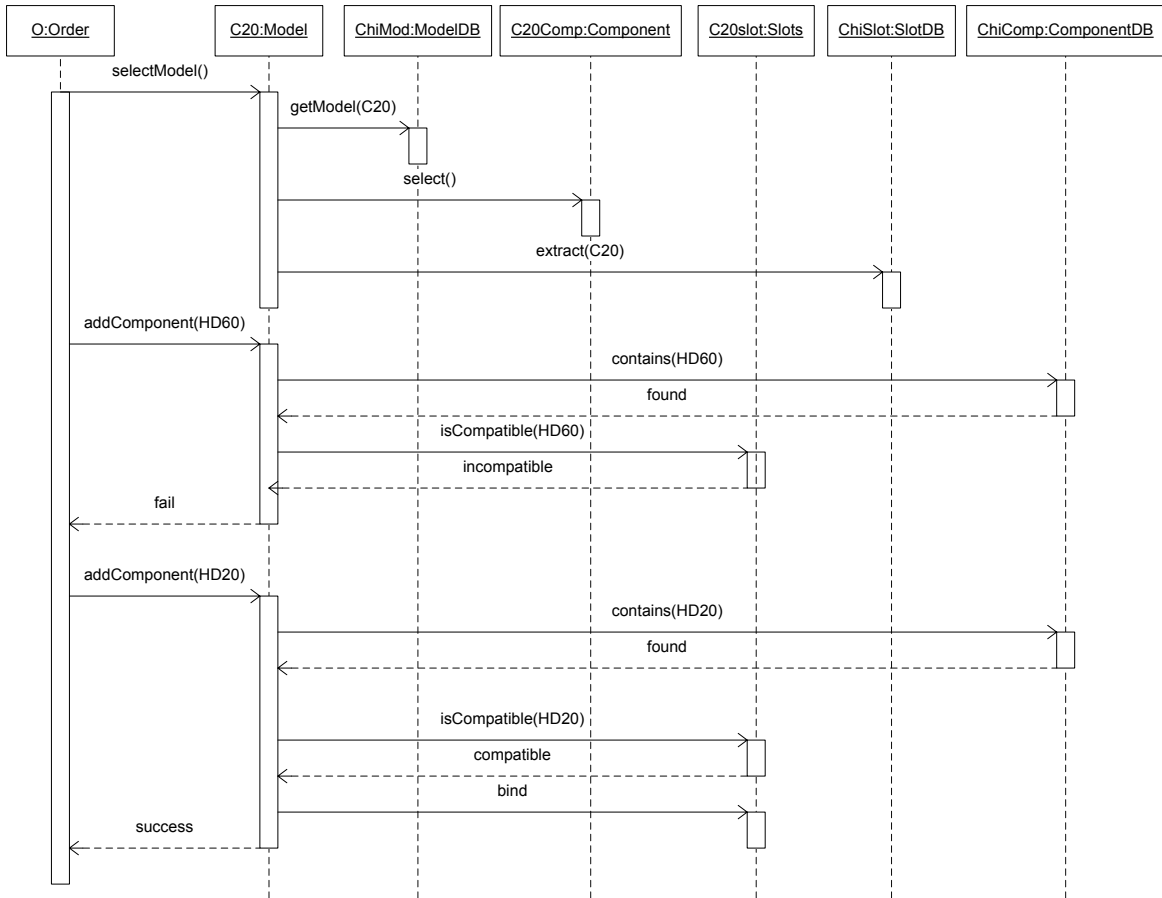 O:Order
C20:Model
ChiMod:ModelDB
C20Comp:Component
C20slot:Slots
ChiSlot:SlotDB
ChiComp:ComponentDB
selectModel()
getModel(C20)
select()
extract(C20)
addComponent(HD60)
contains(HD60)
found
isCompatible(HD60)
incompatible
fail
addComponent(HD20)
contains(HD20)
found
isCompatible(HD20)
compatible
bind
success